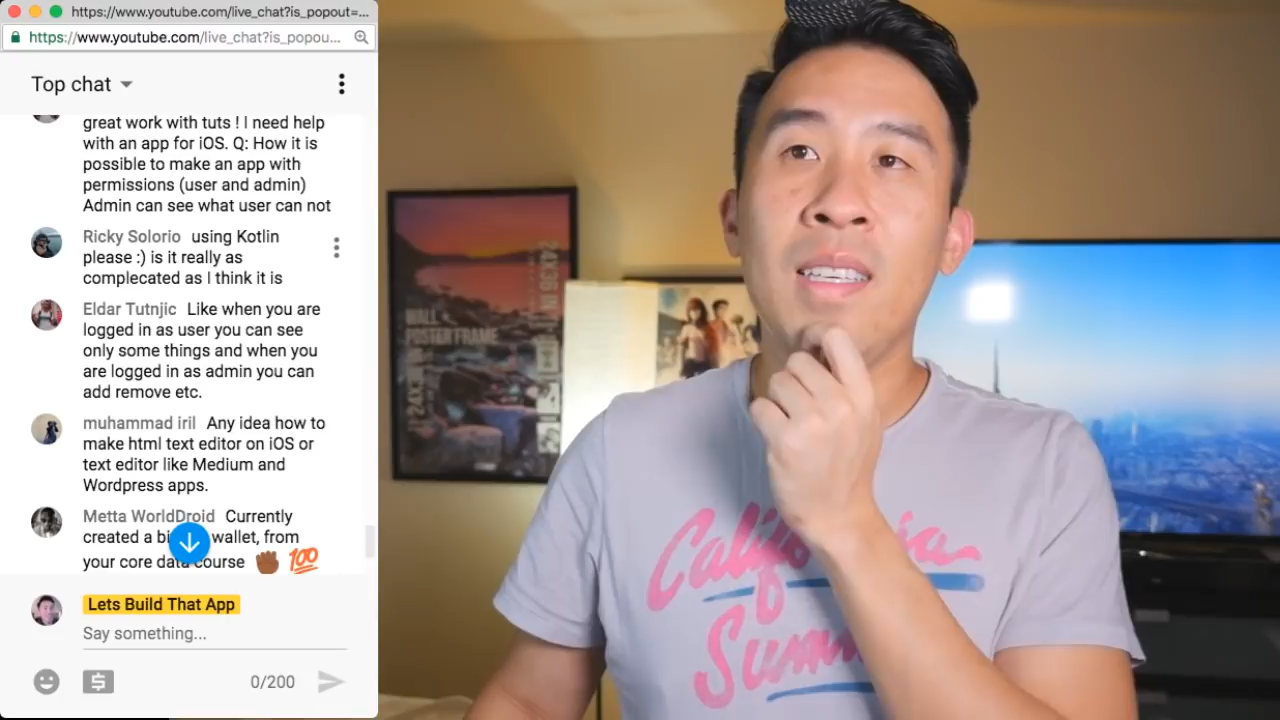 https://www.youtube.com/live_chat?is_popout=...
https://www.youtube.com/live_chat?is_popou...
Top chat
great work with tuts ! I need help
with an app for iOS. Q: How it is
possible to make an app with
permissions (user and admin)
Admin can see what user can not
Ricky Solorio using Kotlin
please :) is it really as
complecated as I think it is
Eldar Tutnjic Like when you are
logged in as user you can see
only some things and when you
are logged in as admin you can
add remove etc.
muhammad iril Any idea how to
make html text editor on iOS or
text editor like Medium and
Wordpress apps.
Metta WorldDroid Currently
created a wallet, from
your core data course 100
Lets Build That App
Say something...
0/200
24X36 IN
WALL
POSTER FRAME
California
Summer